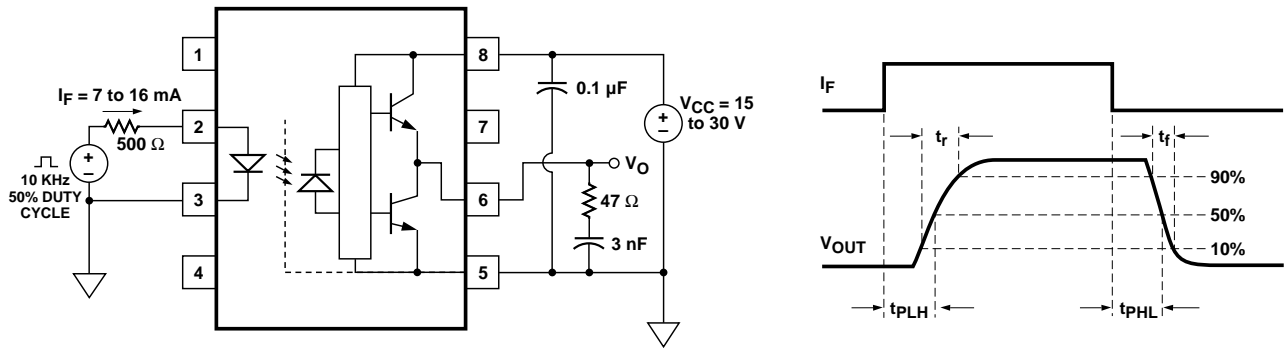 1
2
3
4
8
7
6
5
I_F = 7 to 16 mA
500 Ω
+
–
10 KHz
50% DUTY
CYCLE
0.1 µF
V_CC = 15
to 30 V
+
–
V_O
47 Ω
3 nF
I_F
t_r
t_f
90%
50%
10%
V_OUT
t_PLH
t_PHL